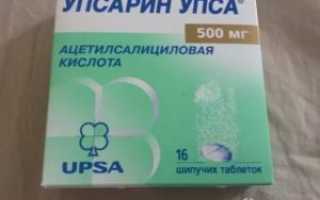 УПСАРИН УПСА®
500 мг
АЦЕТИЛСАЛИЦИЛОВАЯ
КИСЛОТА
UPSA
16
шипучих таблеток